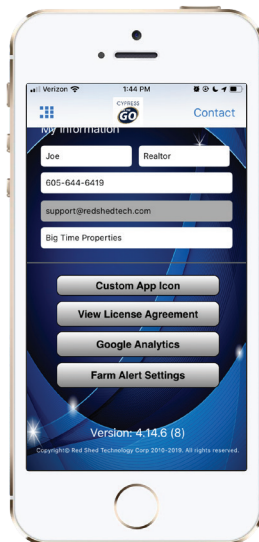 Verizon 1:44 PM
CYPRESS
GO
Contact
My Information
Joe Realtor
605-644-6419
support@redshedtech.com
Big Time Properties
Custom App Icon
View License Agreement
Google Analytics
Farm Alert Settings
Version: 4.14.6 (8)
Copyright© Red Shed Technology Corp 2010-2019. All rights reserved.